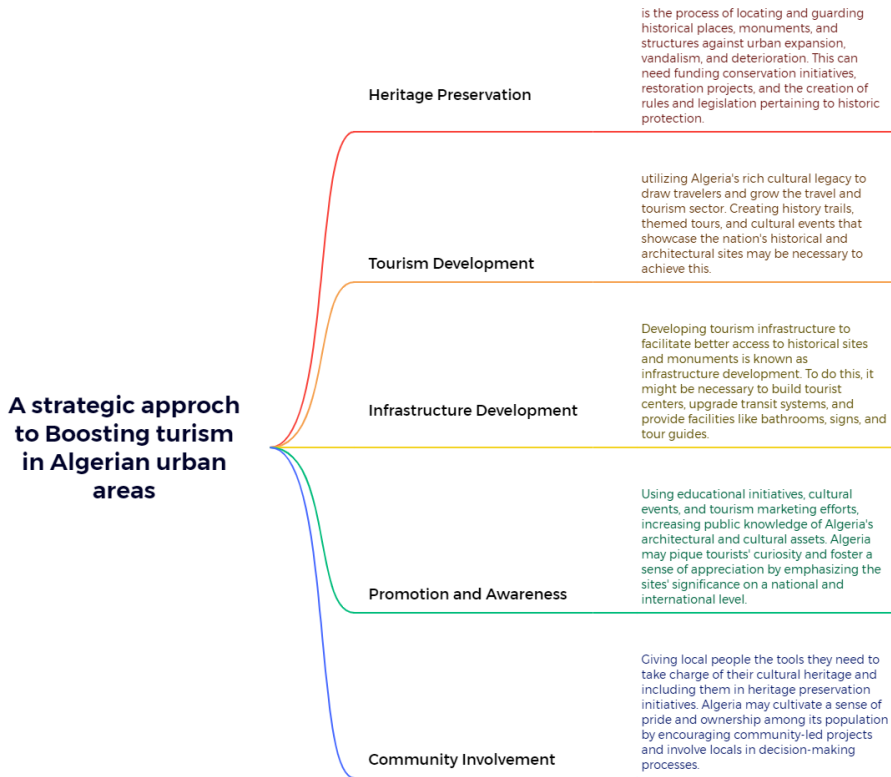 A strategic approch
to Boosting turism
in Algerian urban
areas
Heritage Preservation
is the process of locating and guarding
historical places, monuments, and
structures against urban expansion,
vandalism, and deterioration. This can
need funding conservation initiatives,
restoration projects, and the creation of
rules and legislation pertaining to historic
protection.
Tourism Development
utilizing Algeria's rich cultural legacy to
draw travelers and grow the travel and
tourism sector. Creating history trails,
themed tours, and cultural events that
showcase the nation's historical and
architectural sites may be necessary to
achieve this.
Infrastructure Development
Developing tourism infrastructure to
facilitate better access to historical sites
and monuments is known as
infrastructure development. To do this, it
might be necessary to build tourist
centers, upgrade transit systems, and
provide facilities like bathrooms, signs, and
tour guides.
Promotion and Awareness
Using educational initiatives, cultural
events, and tourism marketing efforts,
increasing public knowledge of Algeria's
architectural and cultural assets. Algeria
may pique tourists' curiosity and foster a
sense of appreciation by emphasizing the
sites' significance on a national and
international level.
Community Involvement
Giving local people the tools they need to
take charge of their cultural heritage and
including them in heritage preservation
initiatives. Algeria may cultivate a sense of
pride and ownership among its population
by encouraging community-led projects
and involve locals in decision-making
processes.